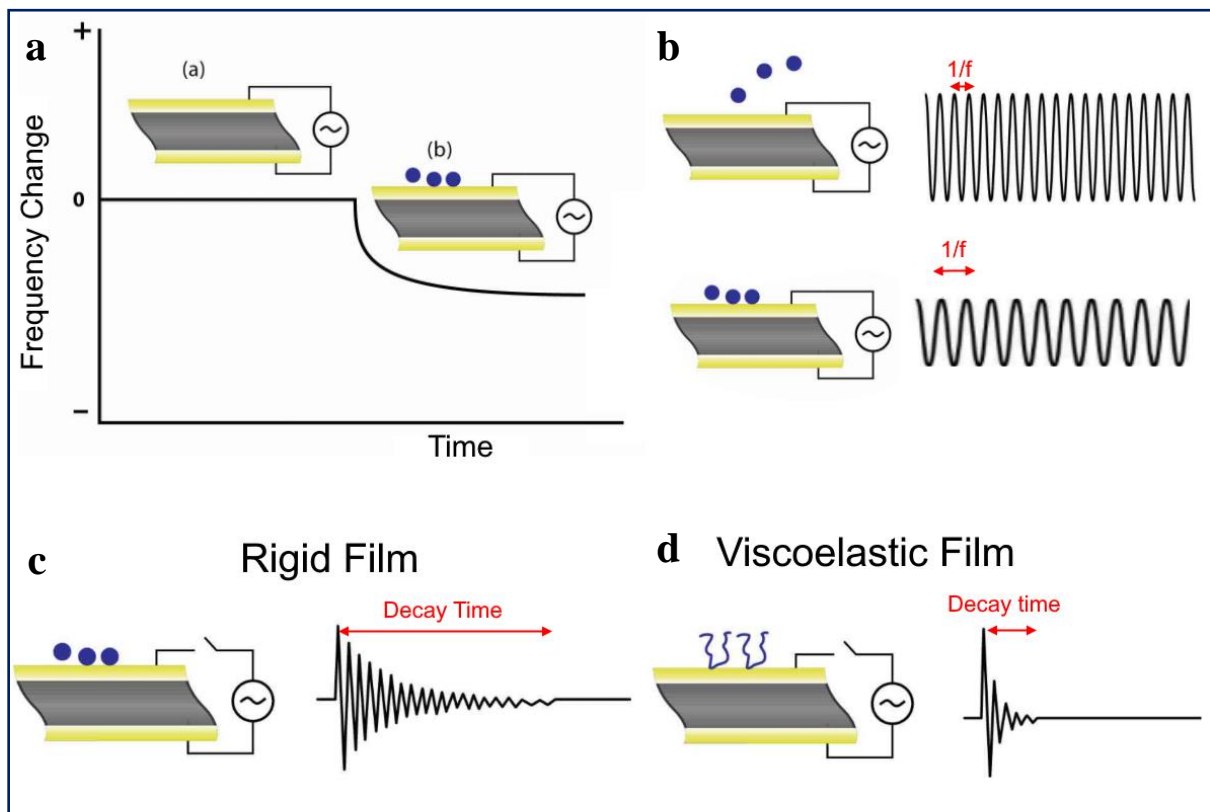 a
+
(a)
(b)
0
Frequency Change
–
Time
b
1/f
1/f
c
Rigid Film
Decay Time
d
Viscoelastic Film
Decay time